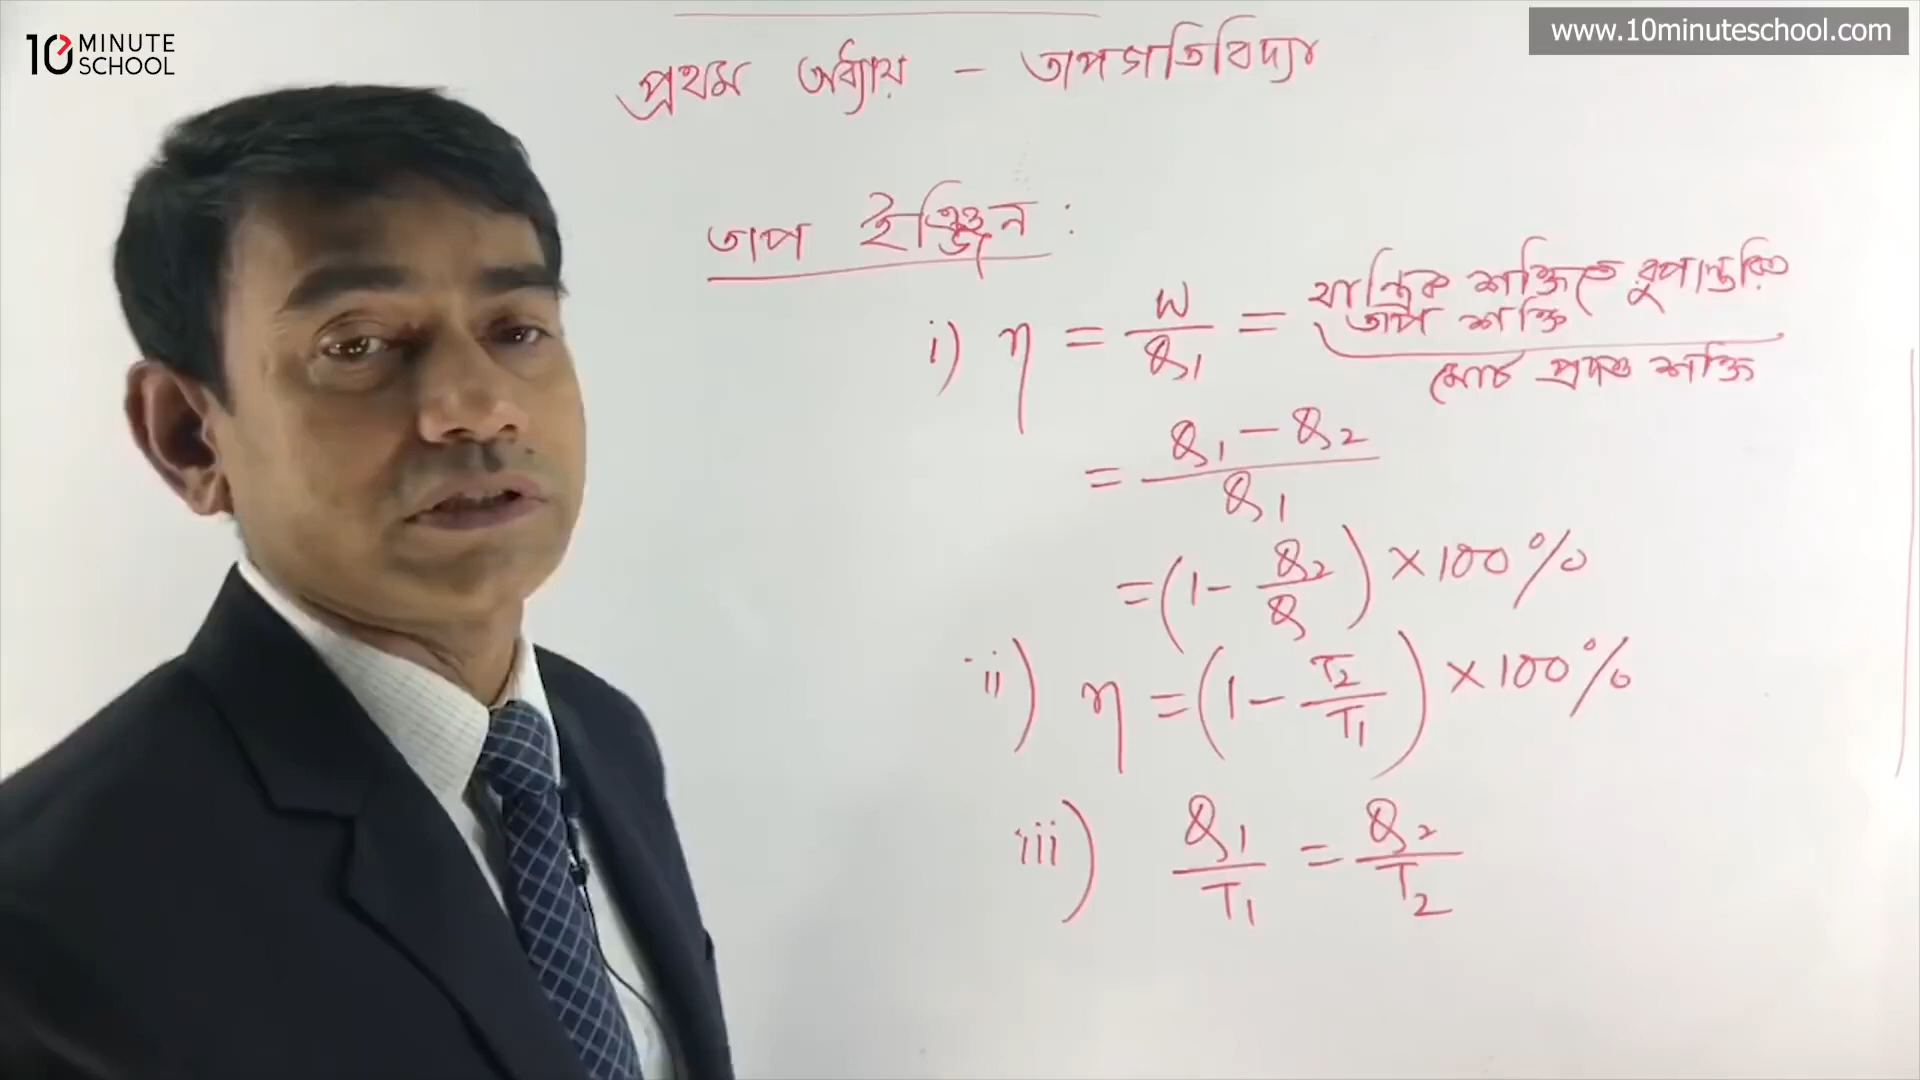 10 MINUTE SCHOOL
www.10minuteschool.com
প্রথম অধ্যায় - তাপগতিবিদ্যা
তাপ ইঞ্জিন :
i) η = W/Q₁ = যান্ত্রিক শক্তিতে রুপান্তরিত তাপ শক্তি / মোট প্রদত্ত শক্তি
= (Q₁ - Q₂)/Q₁
= (1 - Q₂/Q) × 100%
ii) η = (1 - T₂/T₁) × 100%
iii) Q₁/T₁ = Q₂/T₂